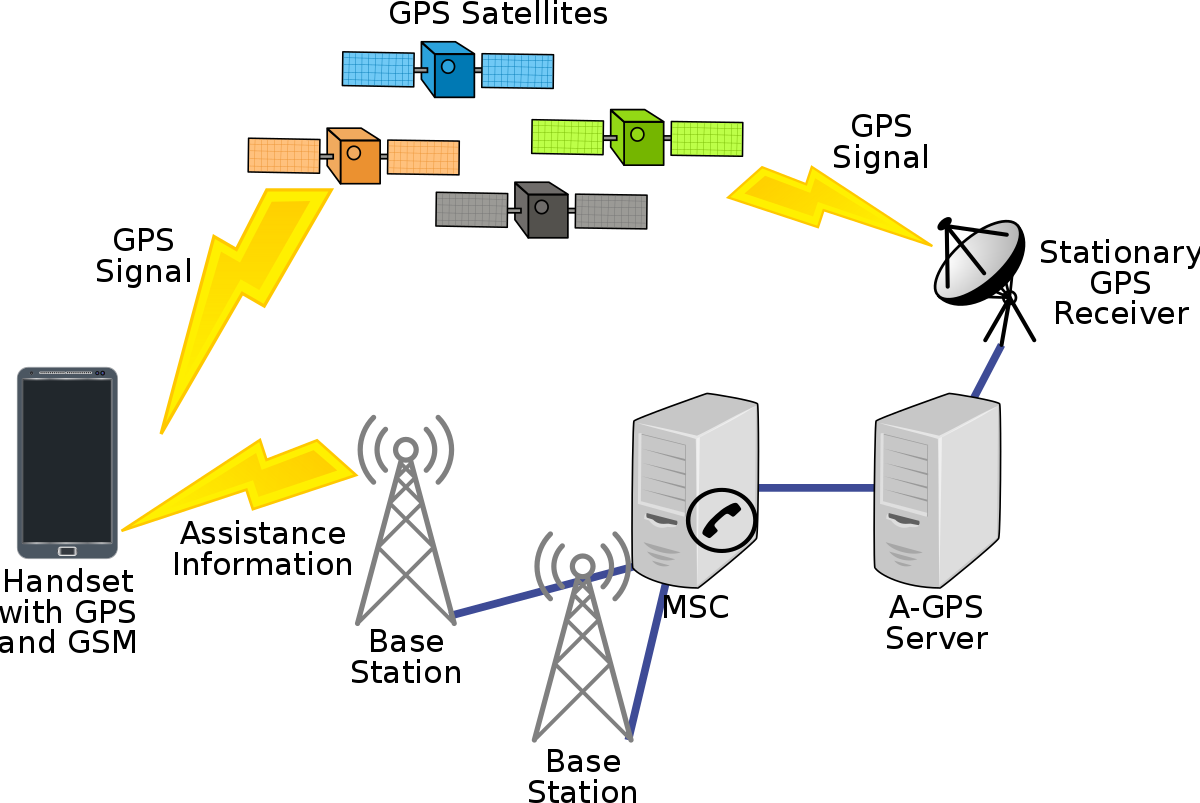 GPS Satellites
GPS
Signal
GPS
Signal
Stationary
GPS
Receiver
Assistance
Information
Handset
with GPS
and GSM
Base
Station
MSC
A-GPS
Server
Base
Station